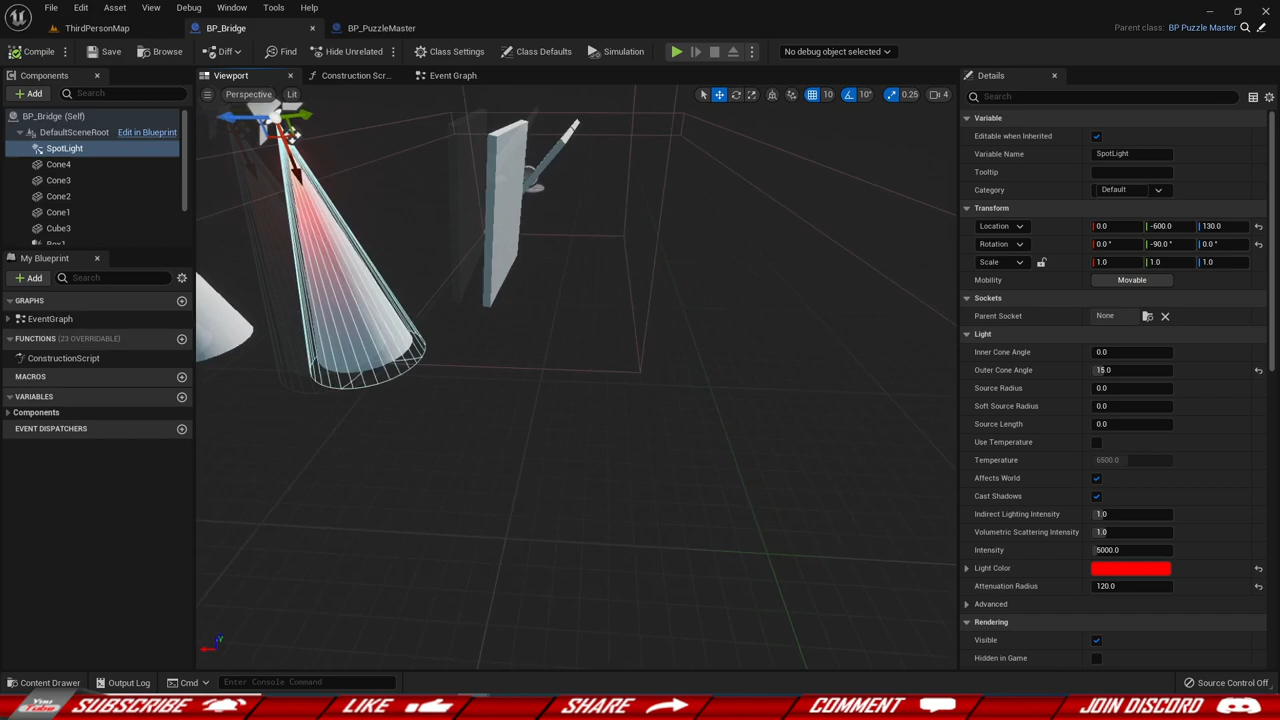 File Edit Asset View Debug Window Tools Help
ThirdPersonMap BP_Bridge BP_PuzzleMaster Parent class: BP Puzzle Master
Compile Save Browse Diff Find Hide Unrelated Class Settings Class Defaults Simulation No debug object selected
Components Viewport Construction Scr... Event Graph Details
Add Search Perspective Lit 10 10° 0.25 4 Search
BP_Bridge (Self) Variable
DefaultSceneRoot Edit in Blueprint Editable when Inherited
SpotLight Variable Name SpotLight
Cone4 Tooltip
Cone3 Category Default
Cone2 Transform
Cone1 Location 0.0 -600.0 130.0
Cube3 Rotation 0.0 ° -90.0 ° 0.0 °
Box1
My Blueprint Scale 1.0 1.0 1.0
Add Search Mobility Movable
GRAPHS Sockets
EventGraph Parent Socket None
FUNCTIONS (23 OVERRIDABLE) Light
ConstructionScript Inner Cone Angle 0.0
MACROS Outer Cone Angle 15.0
VARIABLES Source Radius 0.0
Components Soft Source Radius 0.0
EVENT DISPATCHERS Source Length 0.0
Use Temperature
Temperature 6500.0
Affects World
Cast Shadows
Indirect Lighting Intensity 1.0
Volumetric Scattering Intensity 1.0
Intensity 5000.0
Light Color
Attenuation Radius 120.0
Advanced
Rendering
Visible
Hidden in Game
Content Drawer Output Log Cmd Enter Console Command Source Control Off
SUBSCRIBE LIKE SHARE COMMENT JOIN DISCORD